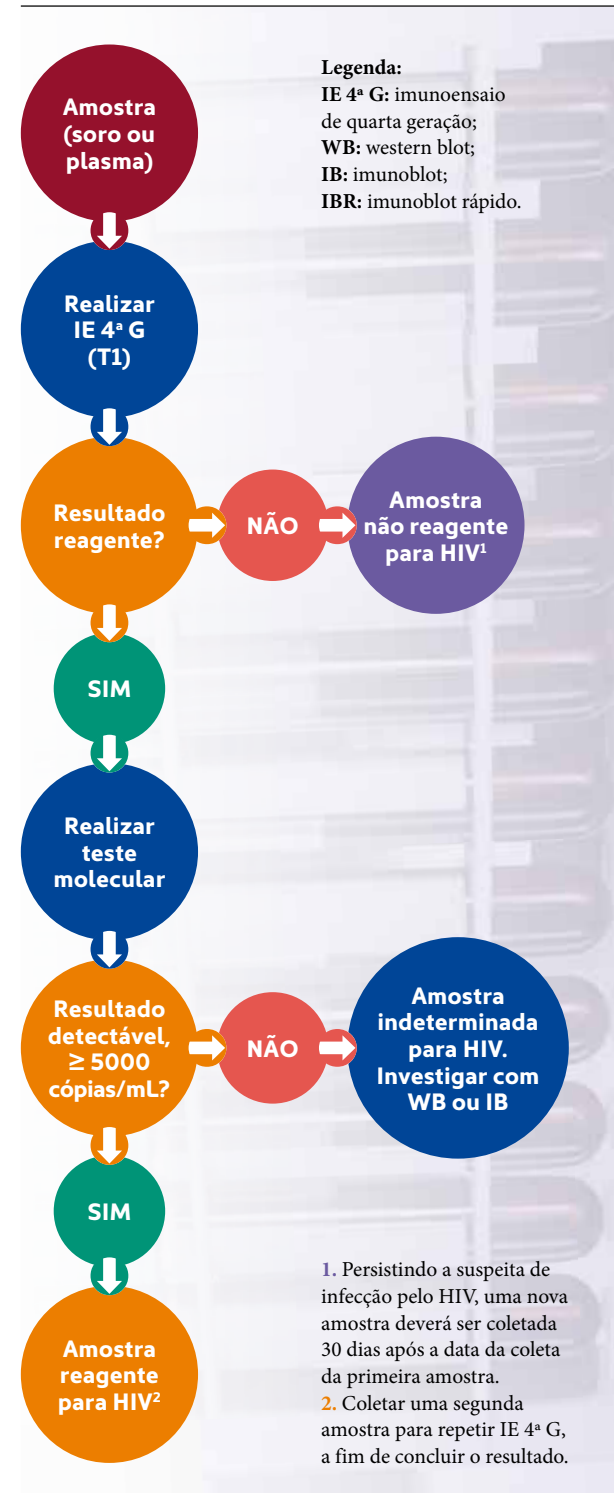 Legenda:
IE 4ª G: imunoensaio
de quarta geração;
WB: western blot;
IB: imunoblot;
IBR: imunoblot rápido.
Amostra
(soro ou
plasma)
Realizar
IE 4ª G
(T1)
Resultado
reagente?
NÃO
Amostra
não reagente
para HIV¹
SIM
Realizar
teste
molecular
Resultado
detectável,
≥ 5000
cópias/mL?
NÃO
Amostra
indeterminada
para HIV.
Investigar com
WB ou IB
SIM
Amostra
reagente
para HIV²
1. Persistindo a suspeita de
infecção pelo HIV, uma nova
amostra deverá ser coletada
30 dias após a data da coleta
da primeira amostra.
2. Coletar uma segunda
amostra para repetir IE 4ª G,
a fim de concluir o resultado.